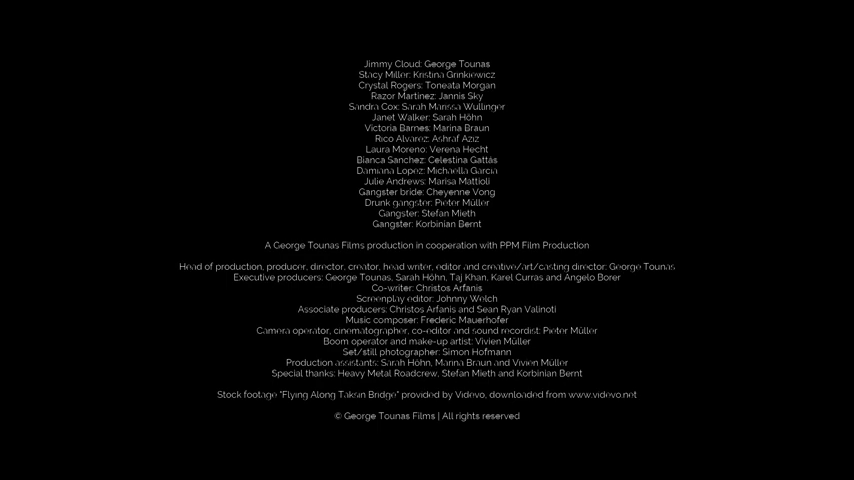 Jimmy Cloud: George Tounas
Stacy Miller: Kristina Grinkiewicz
Crystal Rogers: Toneata Morgan
Razor Martinez: Jannis Sky
Sandra Cox: Sarah Marissa Wullinger
Janet Walker: Sarah Höhn
Victoria Barnes: Marina Braun
Rico Alvarez: Ashraf Aziz
Laura Moreno: Verena Hecht
Bianca Sanchez: Celestina Gattás
Damiana Lopez: Michaella Garcia
Julie Andrews: Marisa Mattioli
Gangster bride: Cheyenne Vong
Drunk gangster: Pieter Müller
Gangster: Stefan Mieth
Gangster: Korbinian Bernt
A George Tounas Films production in cooperation with PPM Film Production
Head of production, producer, director, creator, head writer, editor and creative/art/casting director: George Tounas
Executive producers: George Tounas, Sarah Höhn, Taj Khan, Karel Curras and Angelo Borer
Co-writer: Christos Arfanis
Screenplay editor: Johnny Welch
Associate producers: Christos Arfanis and Sean Ryan Valinoti
Music composer: Frederic Mauerhofer
Camera operator, cinematographer, co-editor and sound recordist: Pieter Müller
Boom operator and make-up artist: Vivien Müller
Set/still photographer: Simon Hofmann
Production assistants: Sarah Höhn, Marina Braun and Vivien Müller
Special thanks: Heavy Metal Roadcrew, Stefan Mieth and Korbinian Bernt
Stock footage "Flying Along Taksin Bridge" provided by Videvo, downloaded from www.videvo.net
© George Tounas Films | All rights reserved